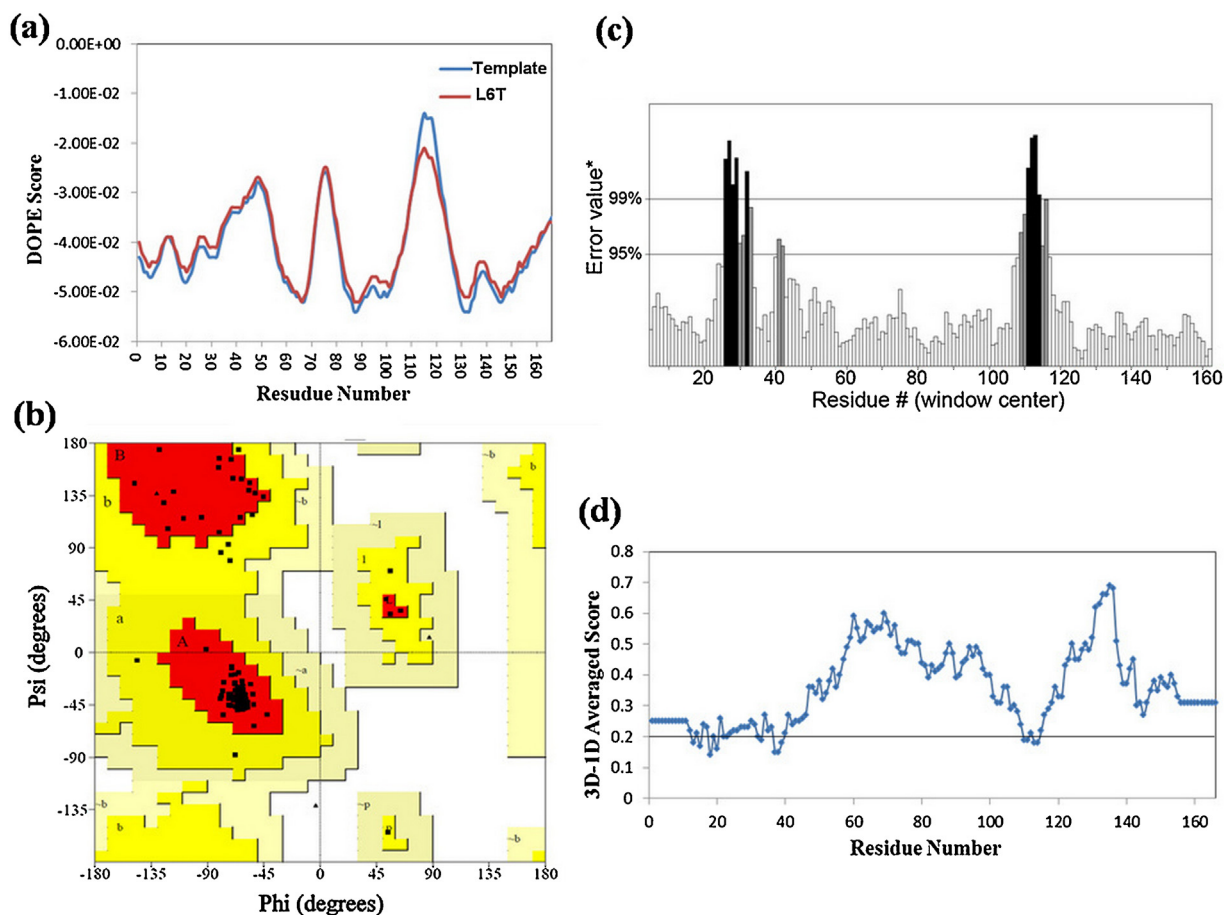 (a)
0.00E+00
-1.00E-02
-2.00E-02
-3.00E-02
-4.00E-02
-5.00E-02
-6.00E-02
DOPE Score
Template
L6T
0 10 20 30 40 50 60 70 80 90 100 110 120 130 140 150 160
Resudue Number
(c)
Error value*
99%
95%
20 40 60 80 100 120 140 160
Residue # (window center)
(b)
180
135
90
45
0
-45
-90
-135
Psi (degrees)
B
b
~b
~l
l
~b
b
a
A
~a
~b
b
~p
p
~b
-180 -135 -90 -45 0 45 90 135 180
Phi (degrees)
(d)
0.8
0.7
0.6
0.5
0.4
0.3
0.2
0.1
0
3D-1D Averaged Score
0 20 40 60 80 100 120 140 160
Residue Number